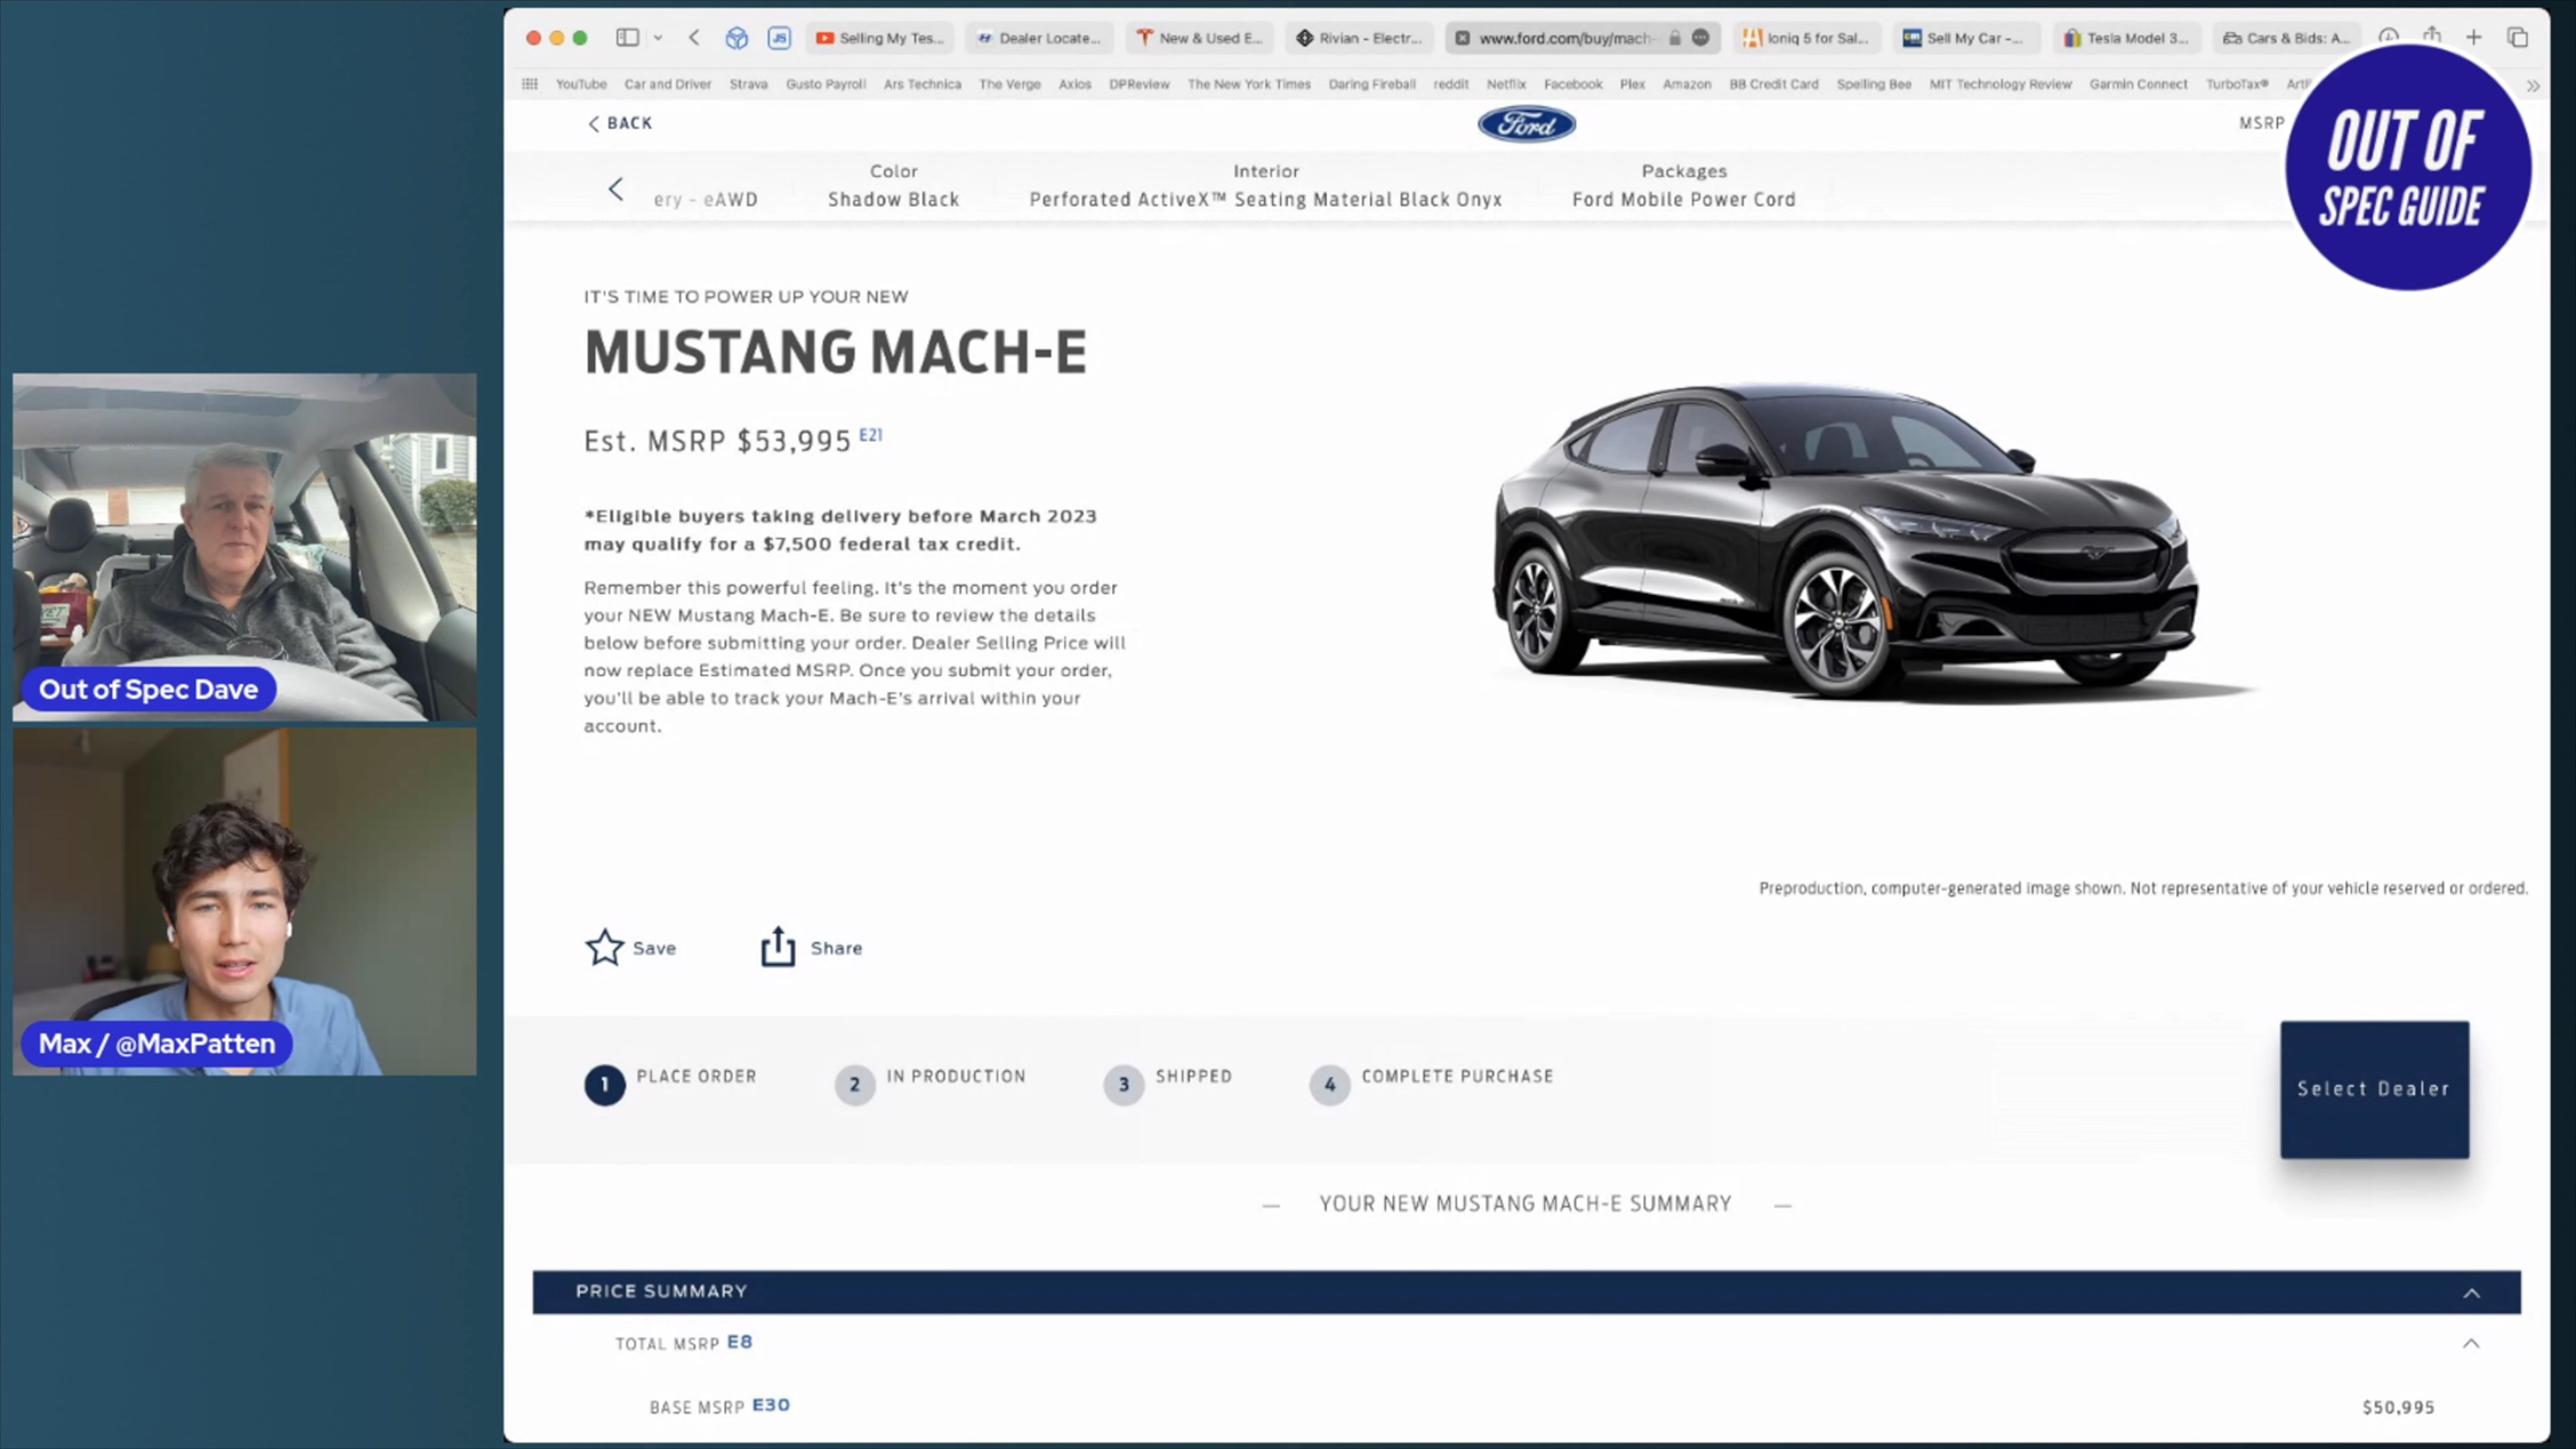 Selling My Tes...
Dealer Locate...
New & Used E...
Rivian - Electr...
www.ford.com/buy/mach-
Ioniq 5 for Sal...
Sell My Car -...
Tesla Model 3...
Cars & Bids: A...
YouTube
Car and Driver
Strava
Gusto Payroll
Ars Technica
The Verge
Axios
DPReview
The New York Times
Daring Fireball
reddit
Netflix
Facebook
Plex
Amazon
BB Credit Card
Spelling Bee
MIT Technology Review
Garmin Connect
TurboTax®
OUT OF
SPEC GUIDE
BACK
Ford
MSRP
ery - eAWD
Color
Shadow Black
Interior
Perforated ActiveX™ Seating Material Black Onyx
Packages
Ford Mobile Power Cord
IT'S TIME TO POWER UP YOUR NEW
MUSTANG MACH-E
Est. MSRP $53,995 E21
*Eligible buyers taking delivery before March 2023
may qualify for a $7,500 federal tax credit.
Remember this powerful feeling. It's the moment you order
your NEW Mustang Mach-E. Be sure to review the details
below before submitting your order. Dealer Selling Price will
now replace Estimated MSRP. Once you submit your order,
you'll be able to track your Mach-E's arrival within your
account.
Preproduction, computer-generated image shown. Not representative of your vehicle reserved or ordered.
Save
Share
Out of Spec Dave
Max / @MaxPatten
1 PLACE ORDER
2 IN PRODUCTION
3 SHIPPED
4 COMPLETE PURCHASE
Select Dealer
— YOUR NEW MUSTANG MACH-E SUMMARY —
PRICE SUMMARY
TOTAL MSRP E8
BASE MSRP E30
$50,995